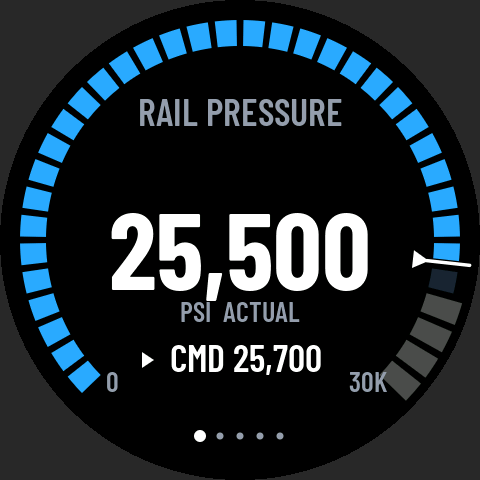 RAIL PRESSURE
25,500
PSI ACTUAL
CMD 25,700
0 30K